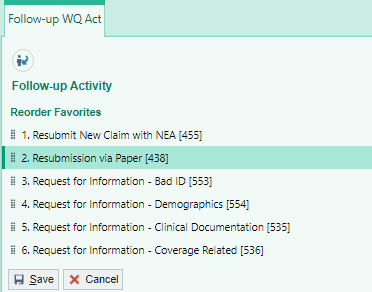 Follow-up WQ Act
Follow-up Activity
Reorder Favorites
1. Resubmit New Claim with NEA [455]
2. Resubmission via Paper [438]
3. Request for Information - Bad ID [553]
4. Request for Information - Demographics [554]
5. Request for Information - Clinical Documentation [535]
6. Request for Information - Coverage Related [536]
Save Cancel